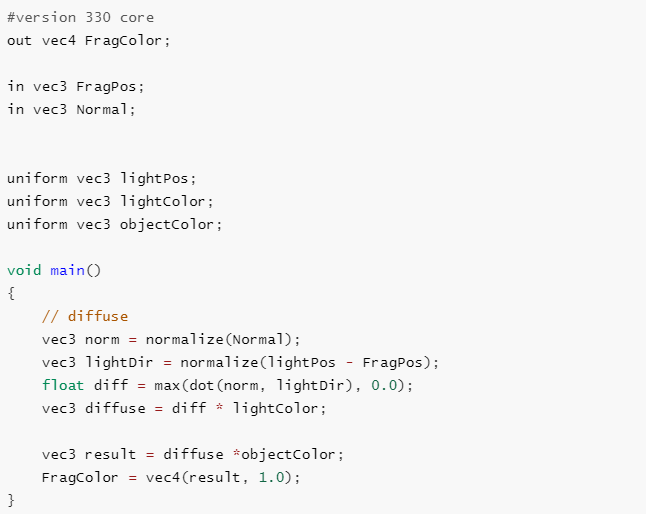 #version 330 core
out vec4 FragColor;
in vec3 FragPos;
in vec3 Normal;
uniform vec3 lightPos;
uniform vec3 lightColor;
uniform vec3 objectColor;
void main()
{
    // diffuse
    vec3 norm = normalize(Normal);
    vec3 lightDir = normalize(lightPos - FragPos);
    float diff = max(dot(norm, lightDir), 0.0);
    vec3 diffuse = diff * lightColor;
    vec3 result = diffuse *objectColor;
    FragColor = vec4(result, 1.0);
}